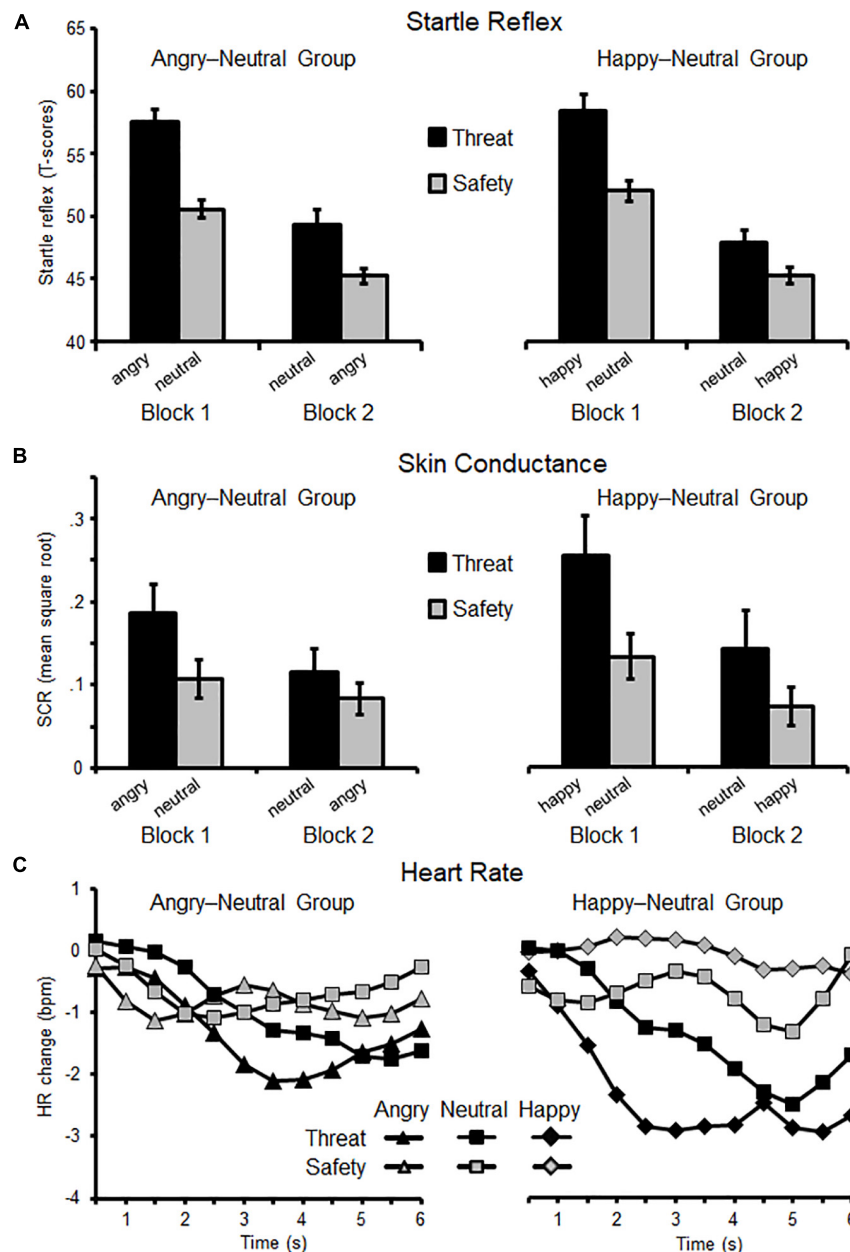 A
Startle Reflex
Angry–Neutral Group
Happy–Neutral Group
Startle reflex (T-scores)
65
60
55
50
45
40
Threat
Safety
angry neutral neutral angry
happy neutral neutral happy
Block 1 Block 2
Block 1 Block 2
B
Skin Conductance
Angry–Neutral Group
Happy–Neutral Group
SCR (mean square root)
.3
.2
.1
0
Threat
Safety
angry neutral neutral angry
happy neutral neutral happy
Block 1 Block 2
Block 1 Block 2
C
Heart Rate
Angry–Neutral Group
Happy–Neutral Group
HR change (bpm)
1
0
-1
-2
-3
-4
Angry Neutral Happy
Threat
Safety
1 2 3 4 5 6
1 2 3 4 5 6
Time (s)
Time (s)